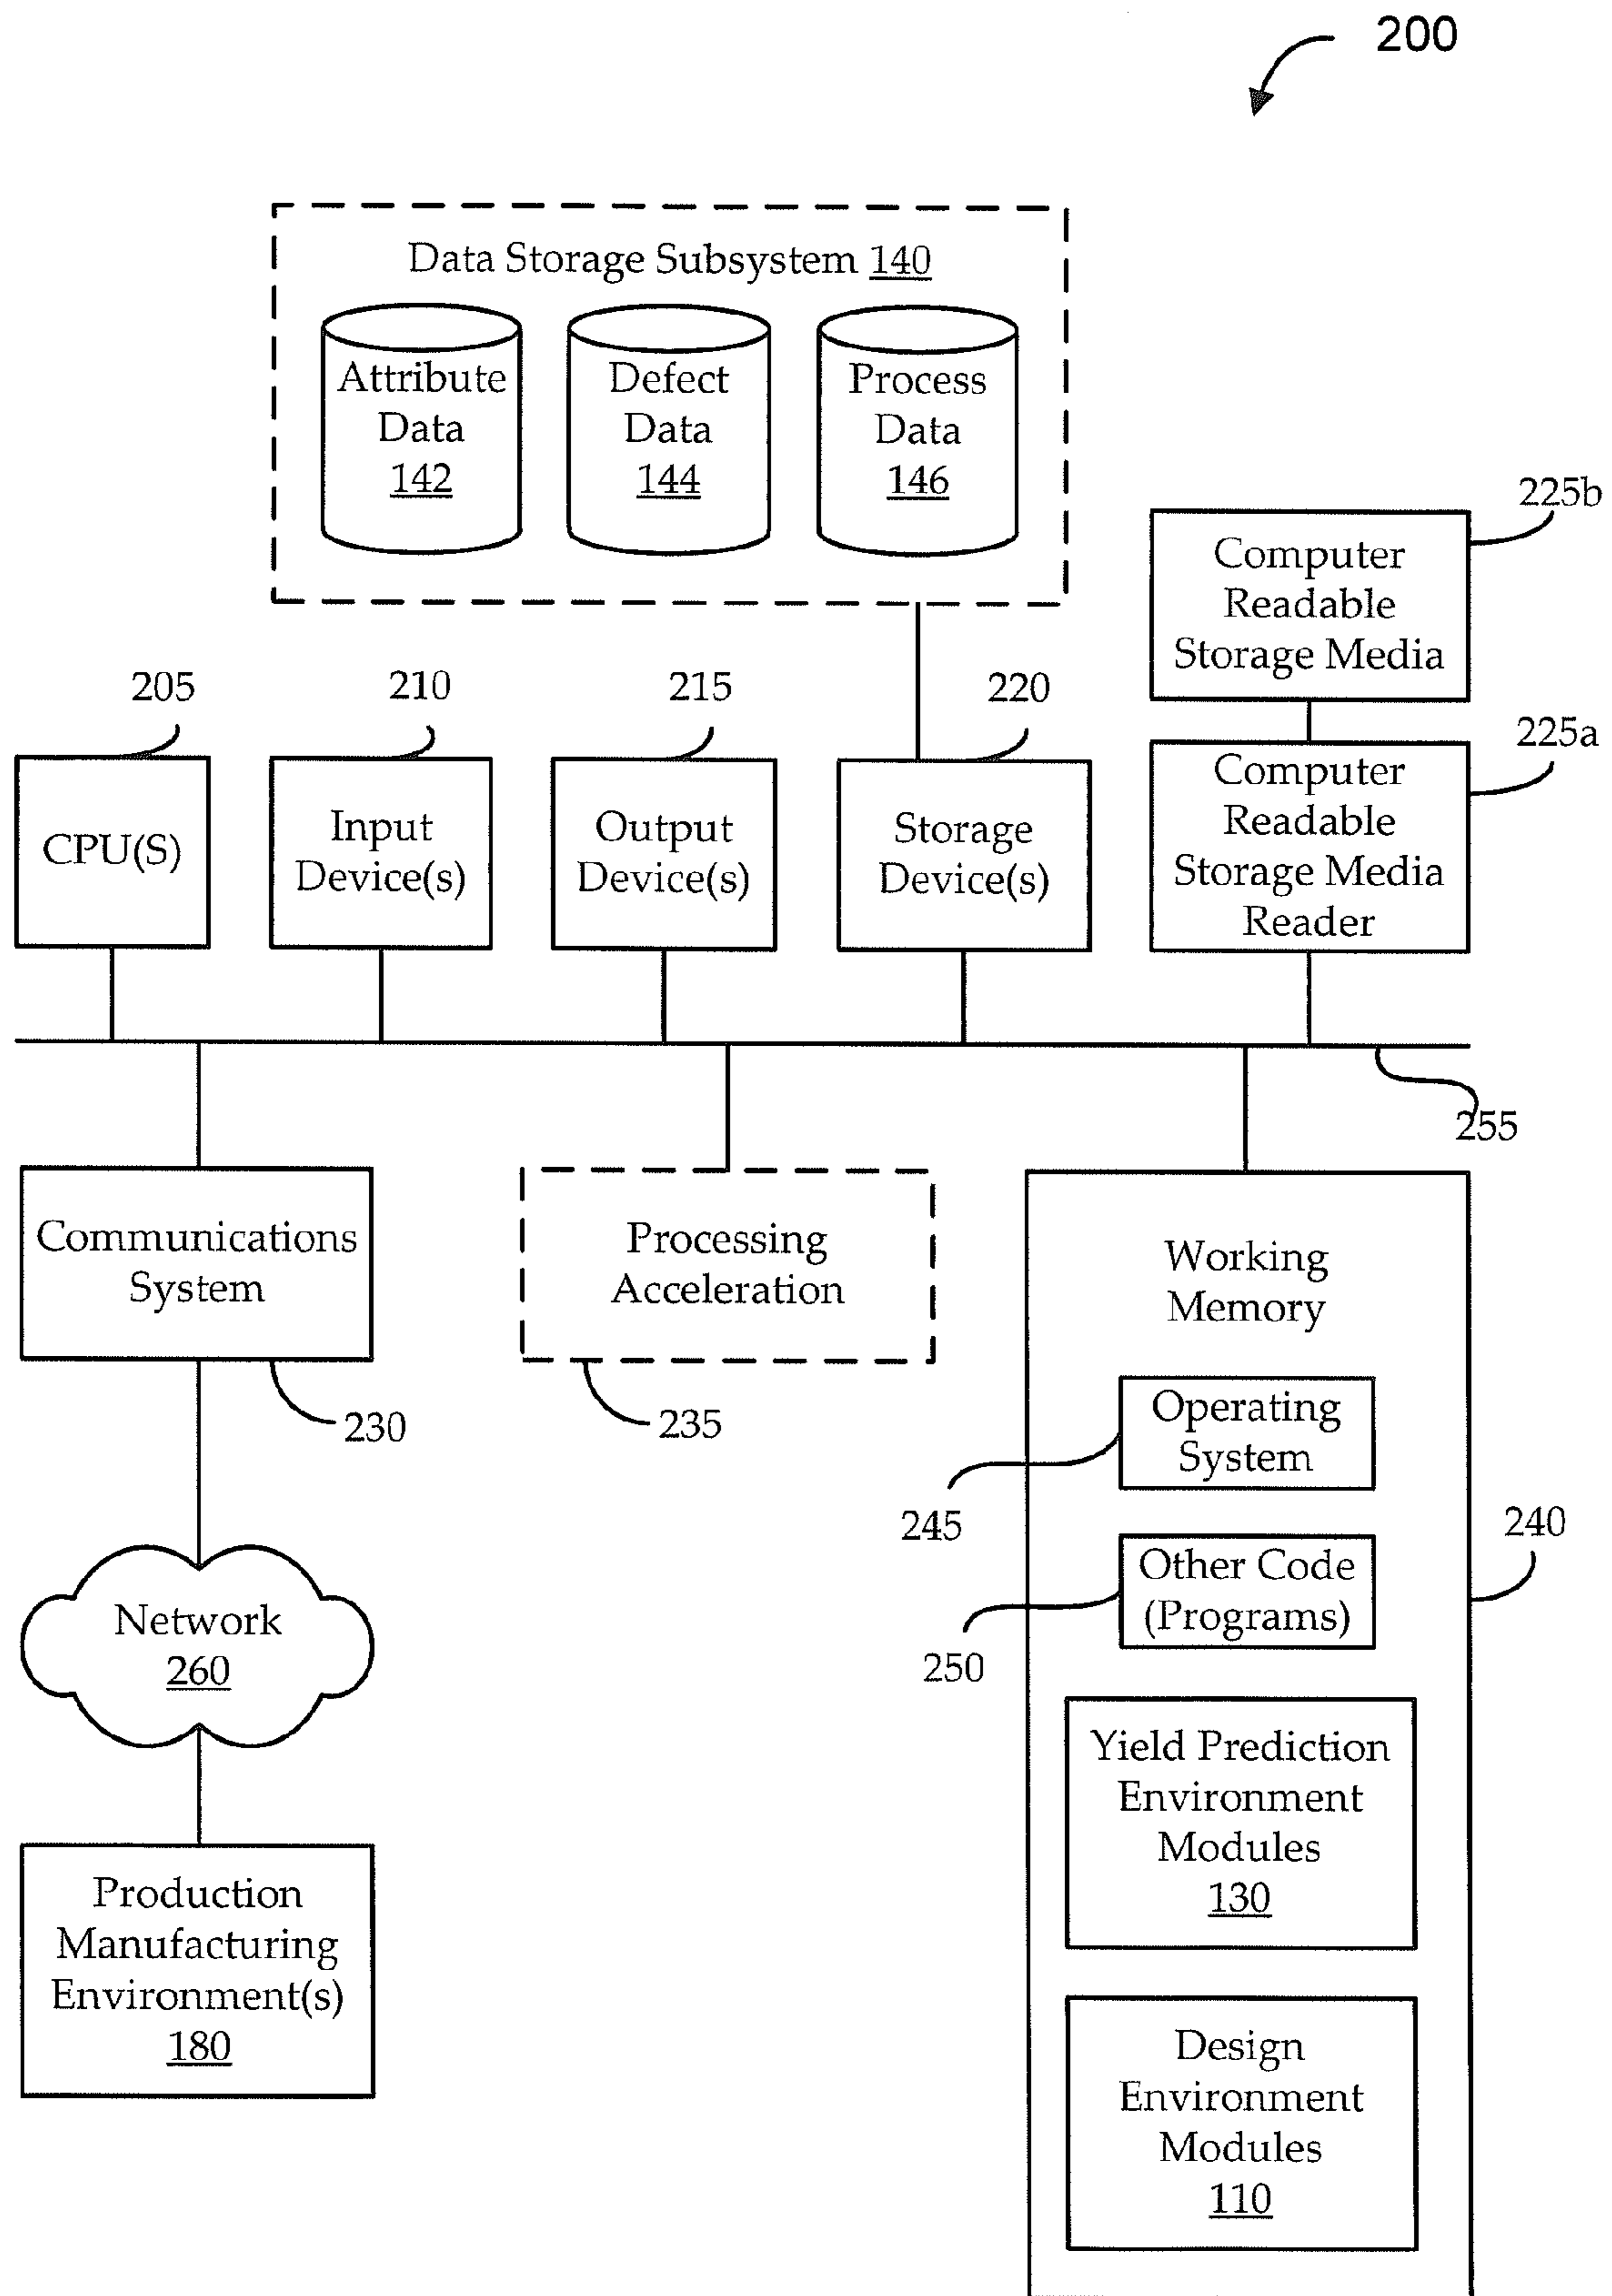 200
Data Storage Subsystem 140
Attribute
Data
142
Defect
Data
144
Process
Data
146
225b
Computer
Readable
Storage Media
205
210
215
220
225a
CPU(S)
Input
Device(s)
Output
Device(s)
Storage
Device(s)
Computer
Readable
Storage Media
Reader
255
Communications
System
230
Processing
Acceleration
235
Working
Memory
Operating
System
245
240
Other Code
(Programs)
250
Network
260
Yield Prediction
Environment
Modules
130
Production
Manufacturing
Environment(s)
180
Design
Environment
Modules
110